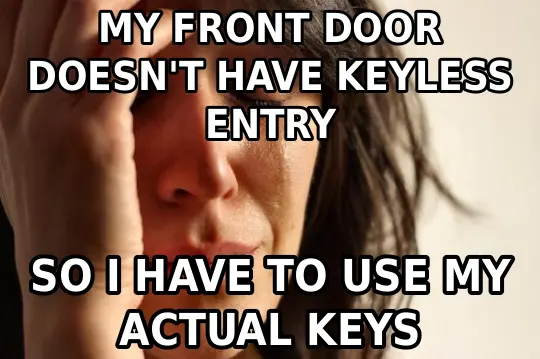 MY FRONT DOOR
DOESN'T HAVE KEYLESS
ENTRY
SO I HAVE TO USE MY
ACTUAL KEYS